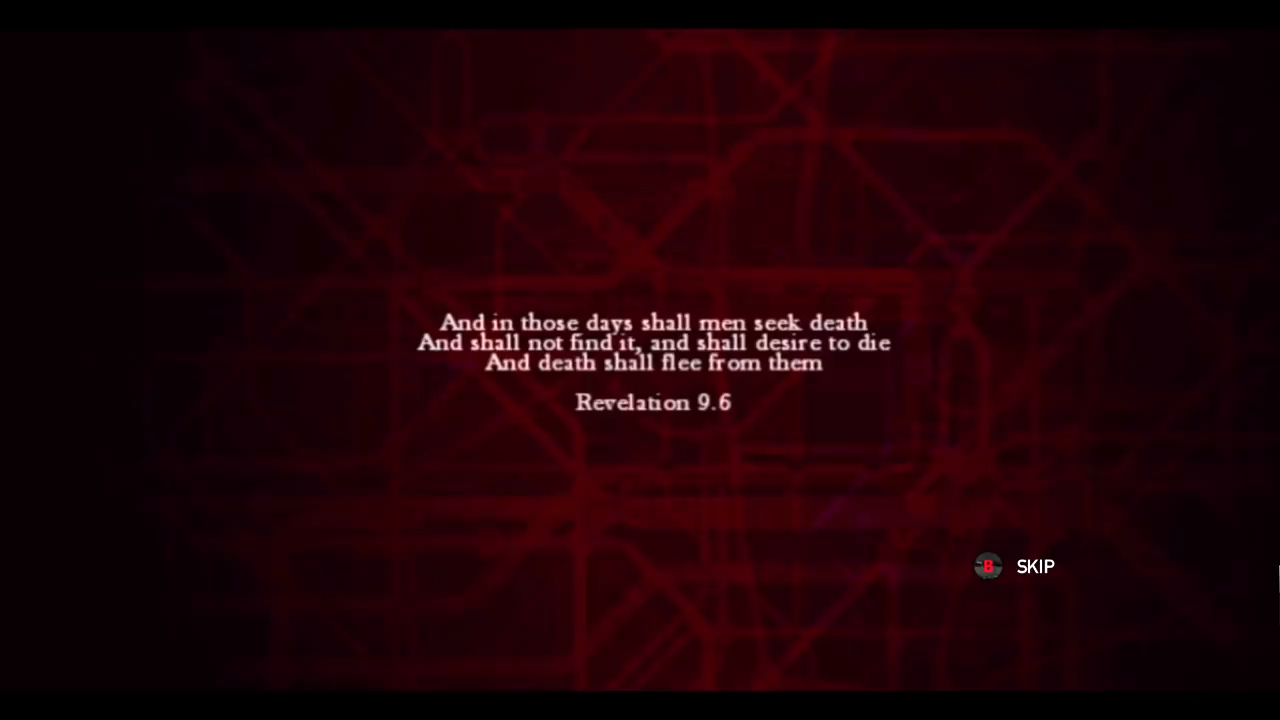 And in those days shall men seek death
And shall not find it, and shall desire to die
And death shall flee from them
Revelation 9.6
B SKIP